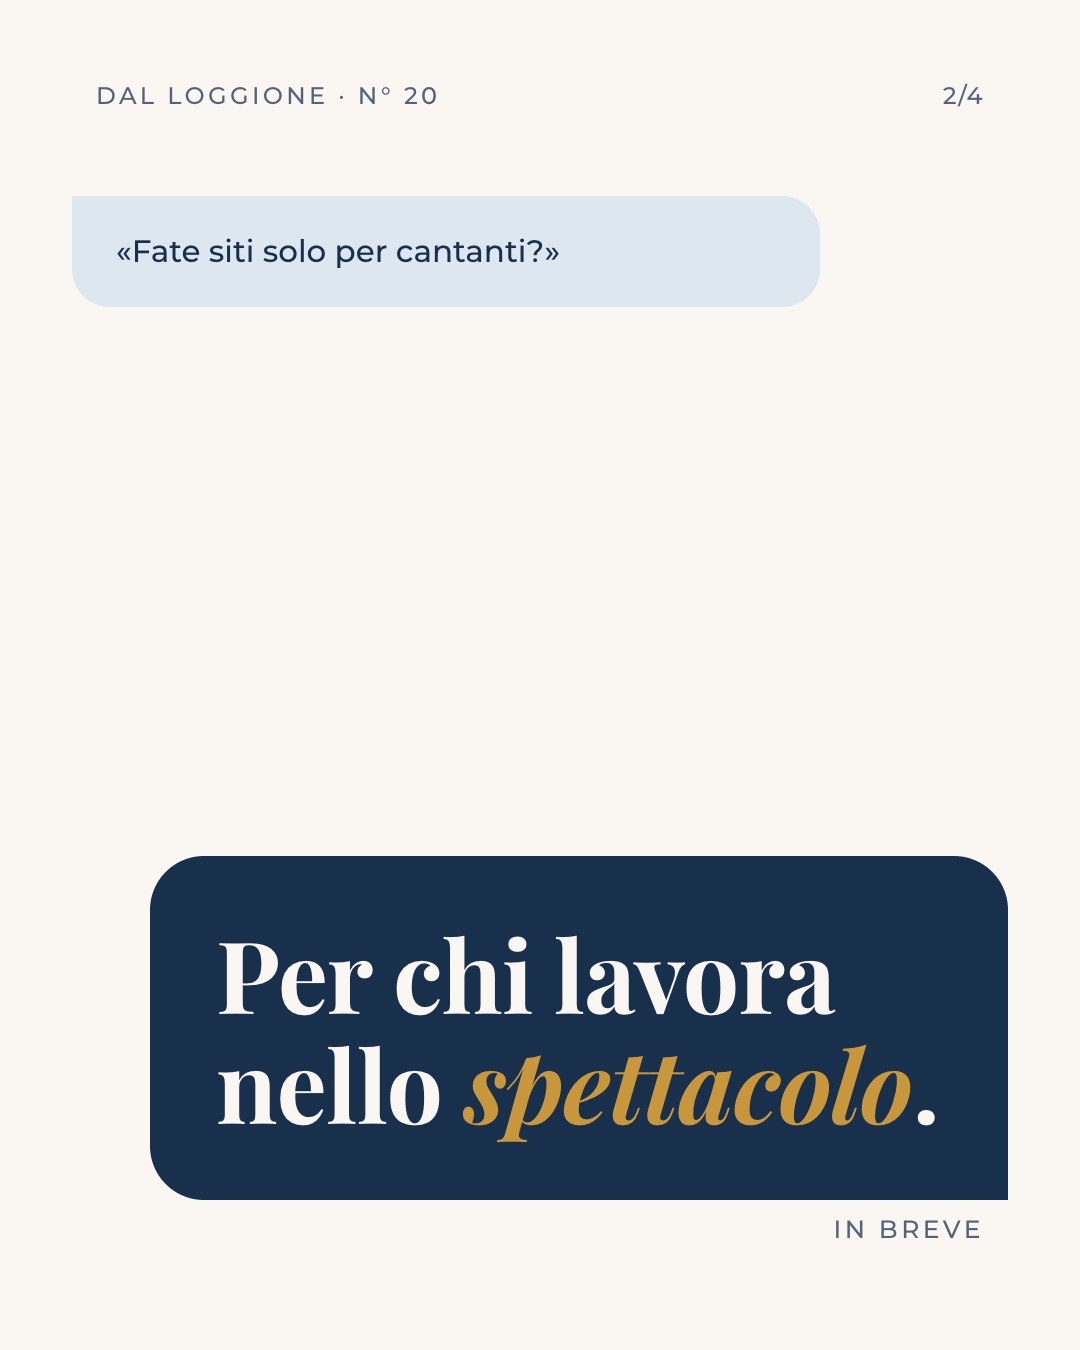 DAL LOGGIONE · N° 20
2/4
«Fate siti solo per cantanti?»
Per chi lavora
nello spettacolo.
IN BREVE